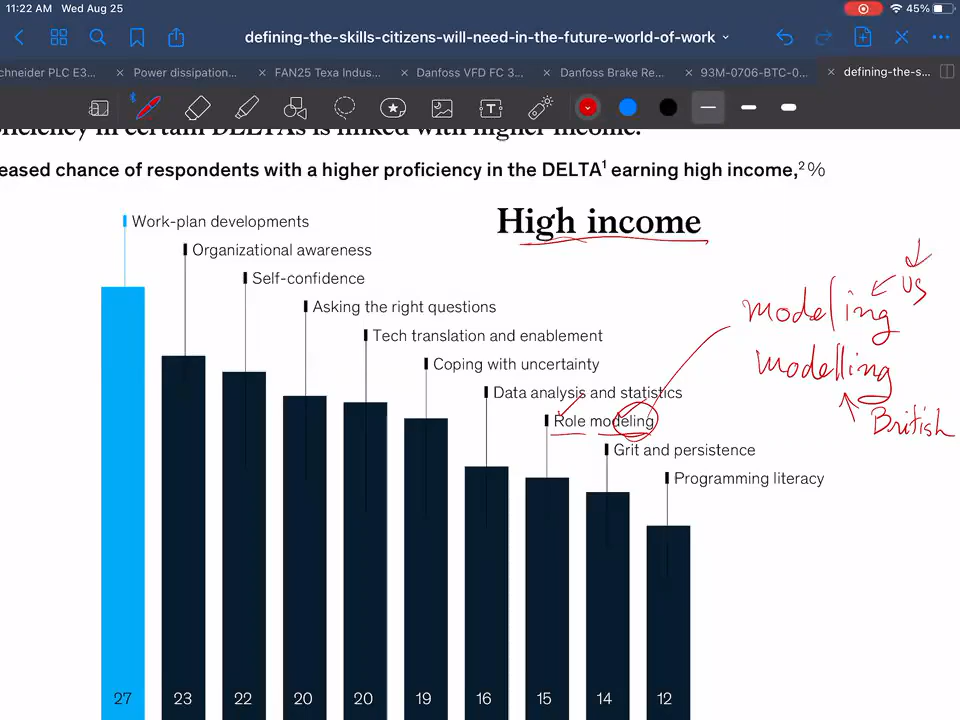 11:22 AM Wed Aug 25
45%
defining-the-skills-citizens-will-need-in-the-future-world-of-work
chneider PLC E3...
Power dissipation...
FAN25 Texa Indus...
Danfoss VFD FC 3...
Danfoss Brake Re...
93M-0706-BTC-0...
defining-the-s...
ficiency in certain DELTAs is linked with higher income.
eased chance of respondents with a higher proficiency in the DELTA¹ earning high income,² %
High income
Work-plan developments
Organizational awareness
Self-confidence
Asking the right questions
Tech translation and enablement
Coping with uncertainty
Data analysis and statistics
Role modeling
Grit and persistence
Programming literacy
US
modeling
modelling
British
27 23 22 20 20 19 16 15 14 12